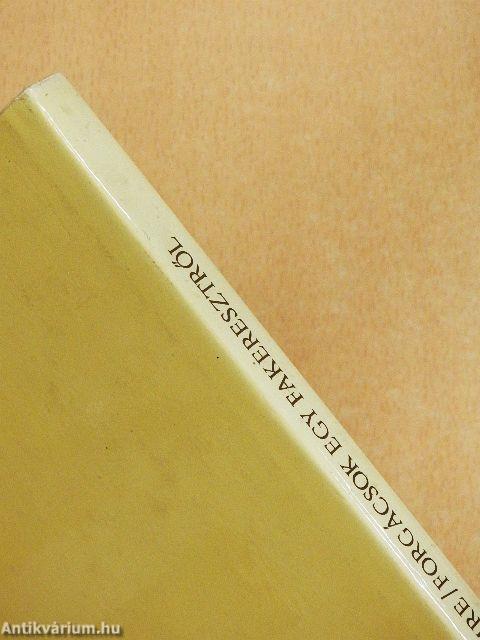 RE / FORGÁCSOK EGY FAKERESZTRŐL
Antikvárium.hu